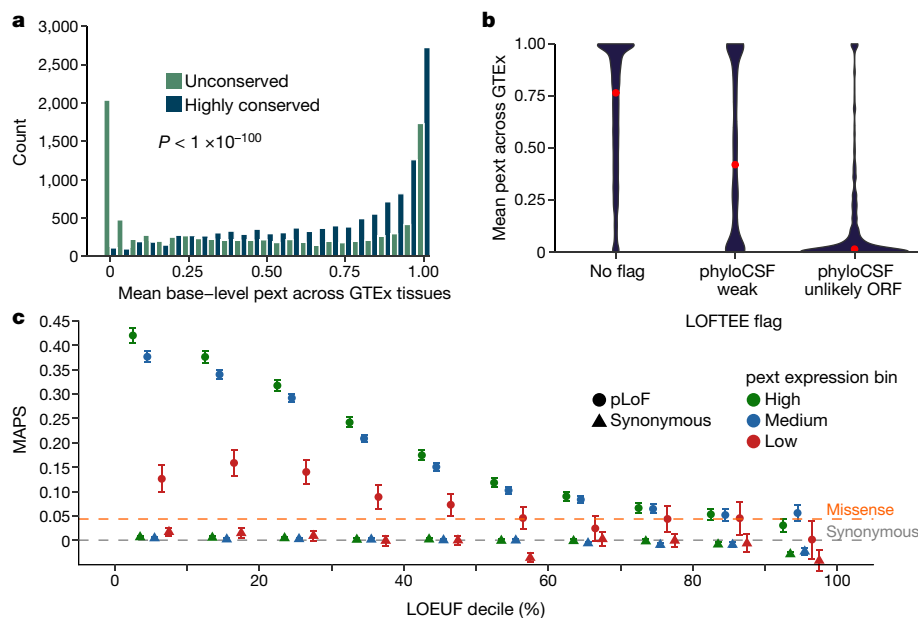 a
3,000
2,500
2,000
1,500
1,000
500
0
Count
Unconserved
Highly conserved
P < 1 ×10⁻¹⁰⁰
0
0.25
0.50
0.75
1.00
Mean base–level pext across GTEx tissues
b
1.00
0.75
0.50
0.25
0
Mean pext across GTEx
No flag
phyloCSF
weak
phyloCSF
unlikely ORF
LOFTEE flag
c
0.45
0.40
0.35
0.30
0.25
0.20
0.15
0.10
0.05
0
MAPS
pLoF
Synonymous
pext expression bin
High
Medium
Low
Missense
Synonymous
0
20
40
60
80
100
LOEUF decile (%)